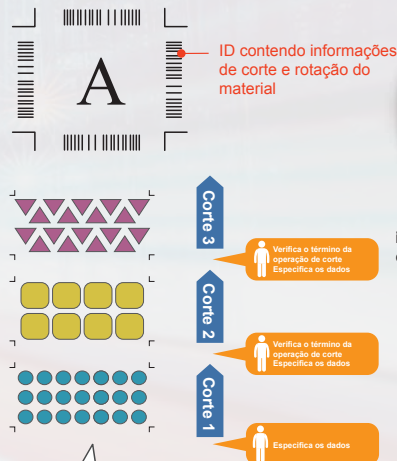 A
ID contendo informações
de corte e rotação do
material
Corte 3
Verifica o término da
operação de corte
Especifica os dados
Corte 2
Verifica o término da
operação de corte
Especifica os dados
Corte 1
Especifica os dados